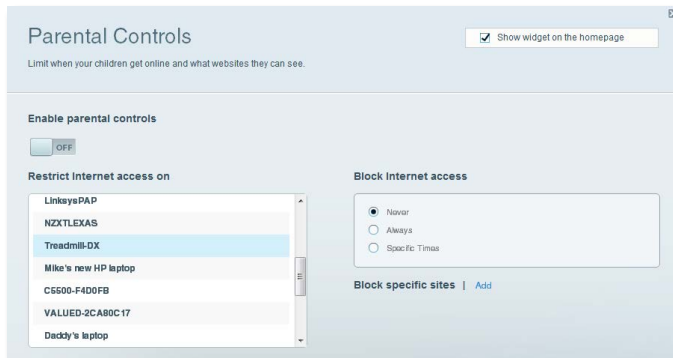 Parental Controls
Show widget on the homepage
Limit when your children get online and what websites they can see.
Enable parental controls
OFF
Restrict Internet access on
Block Internet access
LinksysPAP
NZXTLEXAS
Treadmill-DX
Mike's new HP laptop
C5500-F4D0FB
VALUED-2CA80C17
Daddy's laptop
Never
Always
Specific Times
Block specific sites | Add